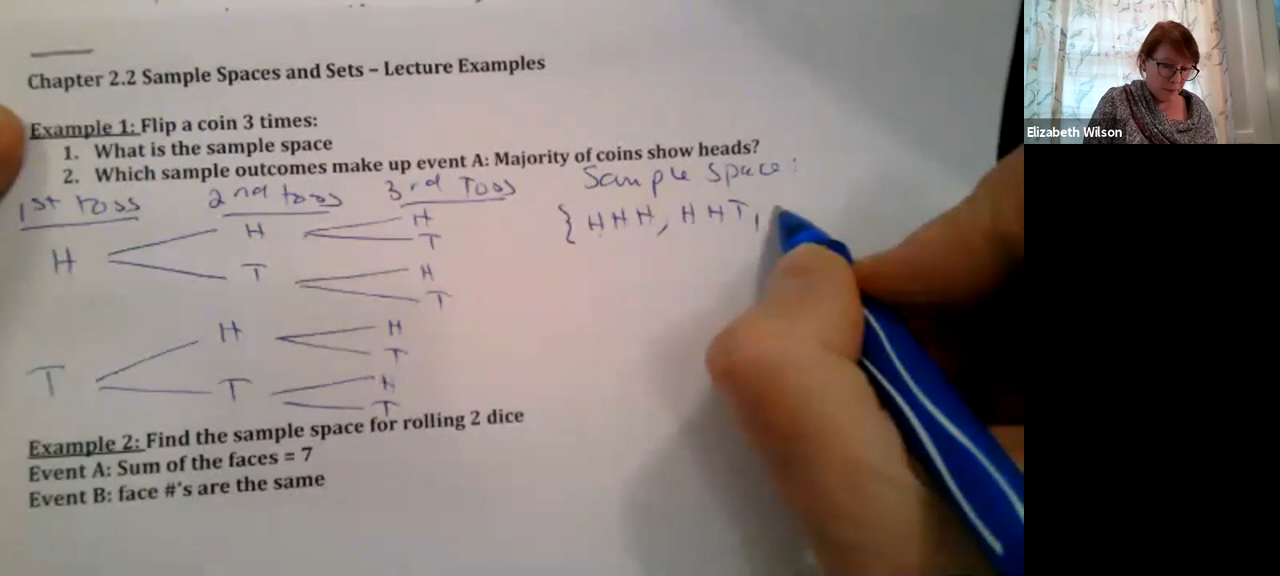 Chapter 2.2 Sample Spaces and Sets – Lecture Examples
Example 1: Flip a coin 3 times:
1. What is the sample space
2. Which sample outcomes make up event A: Majority of coins show heads?
1st toss 2nd toss 3rd Toss
Sample Space:
{ HHH, HHT,
H
T
H
H
T
H
T
H
T
H
H
T
T
T
H
T
Example 2: Find the sample space for rolling 2 dice
Event A: Sum of the faces = 7
Event B: face #'s are the same
Elizabeth Wilson